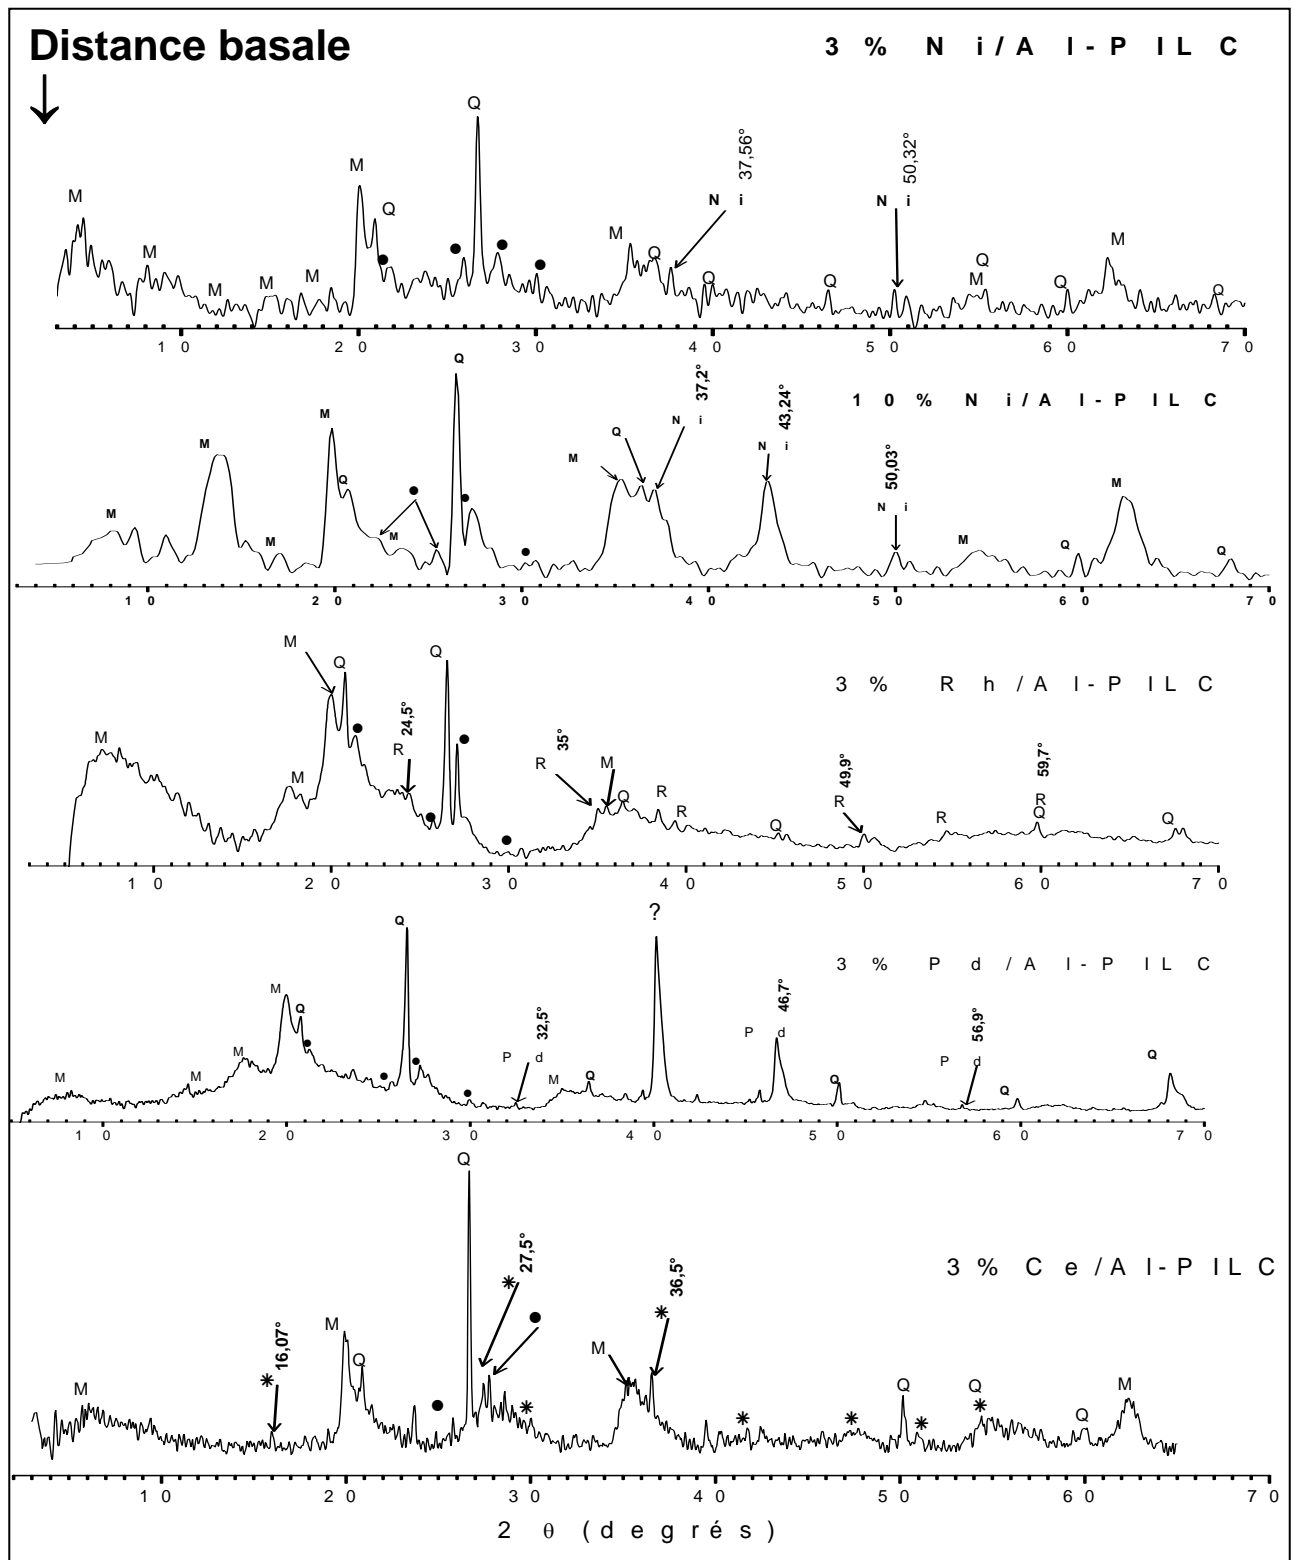 Distance basale
3 % Ni/Al-PILC
M M M M M M Q Q M Q Ni 37,56° Q Ni 50,32° Q M Q Q M Q
10 20 30 40 50 60 70
10% Ni/Al-PILC
M M M M Q M Q M Q Ni 37,2° Ni 43,24° Ni 50,03° M Q M Q
10 20 30 40 50 60 70
3 % Rh/Al-PILC
M M M Q R 24,5° Q R 35° M Q R R Q R 49,9° R R 59,7° Q Q
10 20 30 40 50 60 70
3 % Pd/Al-PILC
M M M M Q Q Pd 32,5° M Q ? Pd 46,7° Q Pd 56,9° Q Q
10 20 30 40 50 60 70
3 % Ce/Al-PILC
M * 16,07° M Q Q * 27,5° * M * 36,5° * * Q * Q * Q M
10 20 30 40 50 60 70
2 θ (degrés)